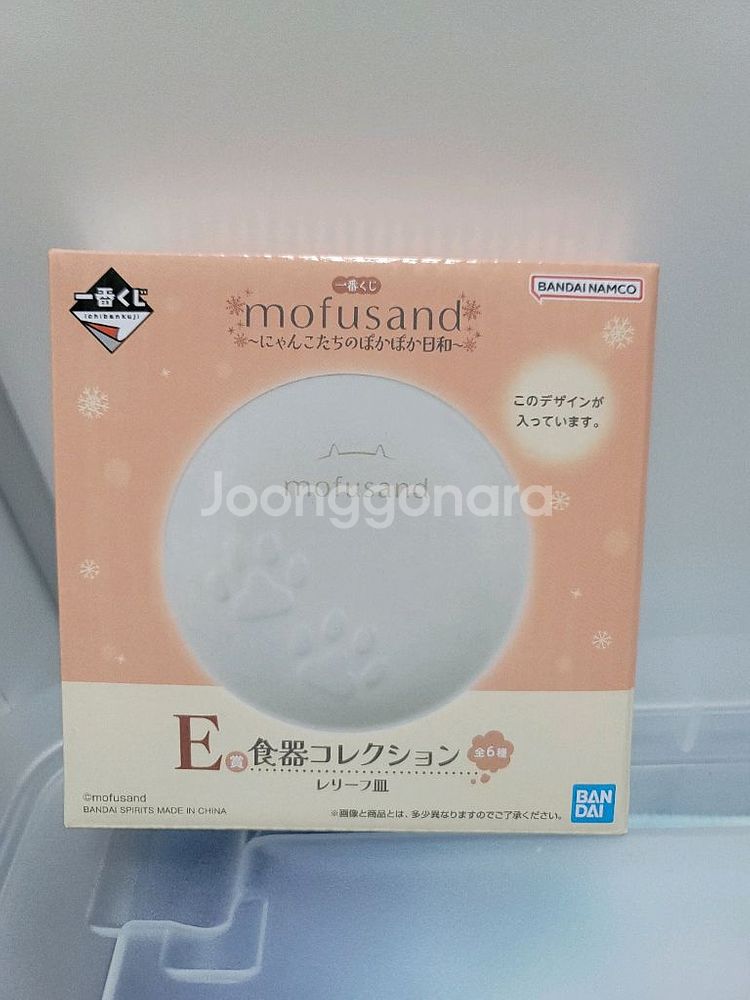 一番くじ
ichibankuji
一番くじ
mofusand
～にゃんこたちのぽかぽか日和～
BANDAI NAMCO
このデザインが
入っています。
mofusand
Joonggonara
E賞 食器コレクション 全6種
レリーフ皿
©mofusand
BANDAI SPIRITS MADE IN CHINA
※画像と商品とは、多少異なりますのでご了承ください。
BAN
DAI